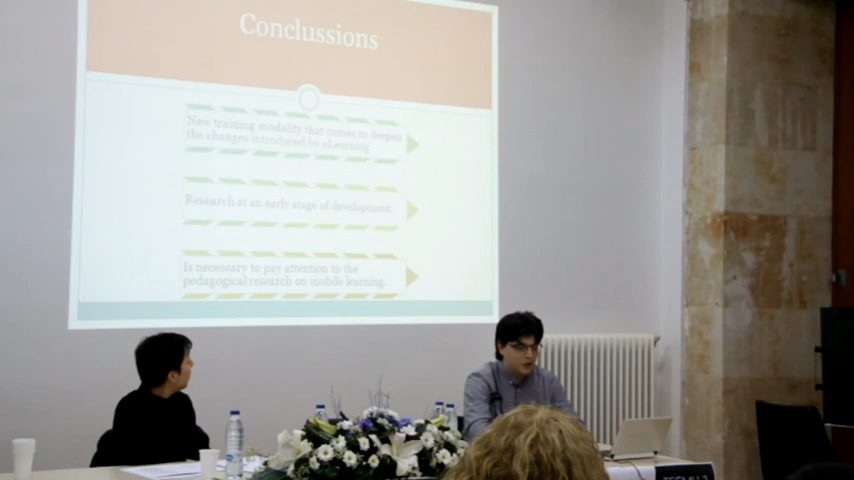 Conclussions
New training modality that comes to deepen
the changes introduced by eLearning.
Research at an early stage of development.
Is necessary to pay attention to the
pedagogical research on mobile learning.